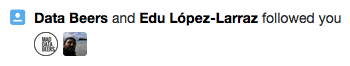 Data Beers and Edu López-Larraz followed you
MAD
DATA
BEERS